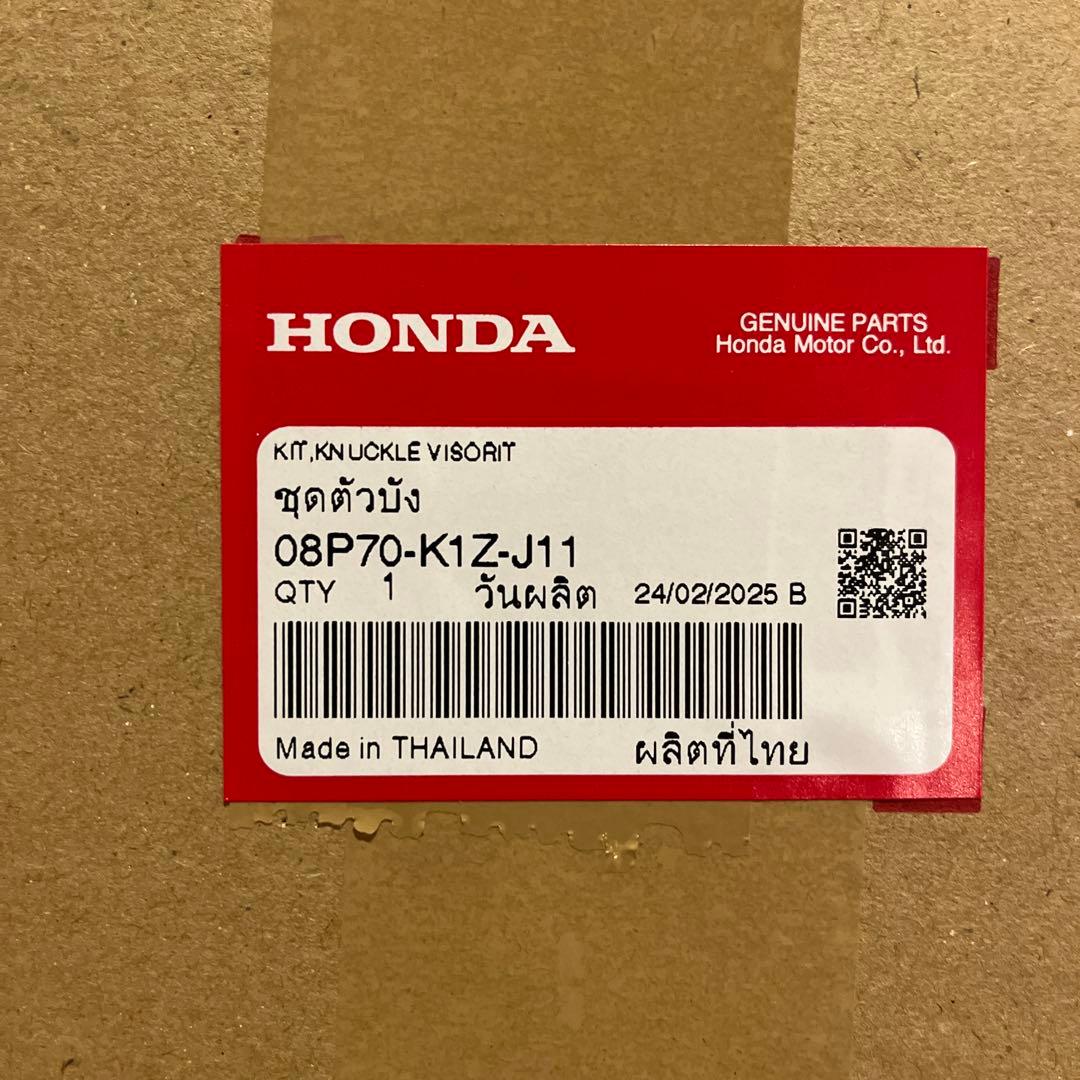 HONDA
GENUINE PARTS
Honda Motor Co., Ltd.
KIT,KNUCKLE VISORIT
ชุดตัวบัง
08P70-K1Z-J11
QTY 1 วันผลิต 24/02/2025 B
Made in THAILAND ผลิตที่ไทย